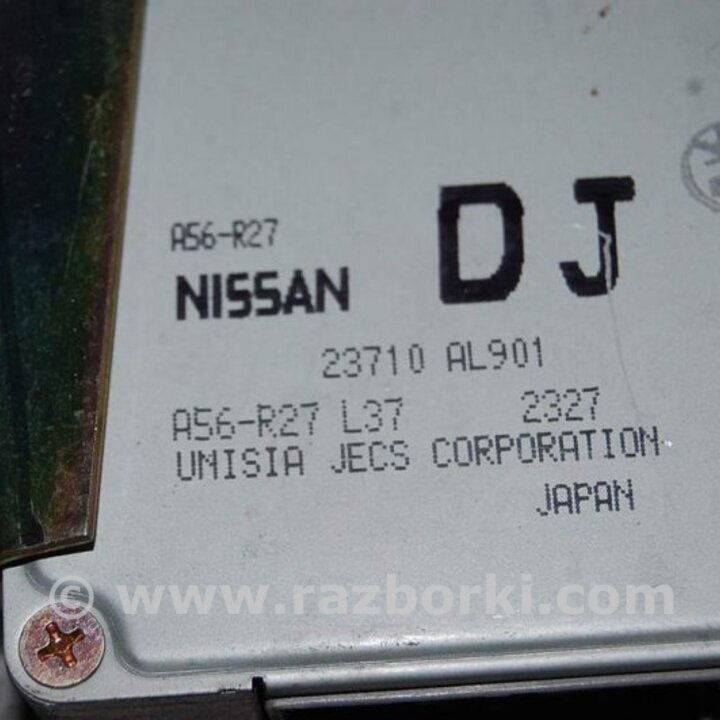 A56-R27
NISSAN DJ
23710 AL901
A56-R27 L37 2327
UNISIA JECS CORPORATION
JAPAN
© www.razborki.com